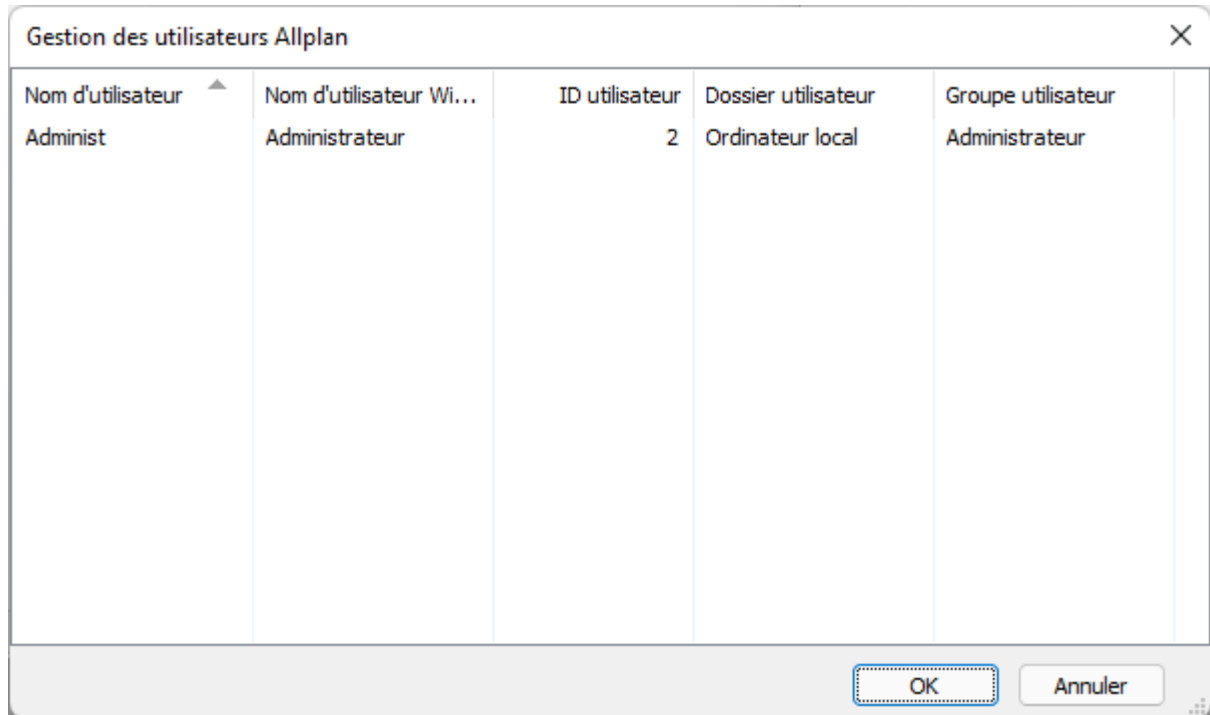 Gestion des utilisateurs Allplan
Nom d'utilisateur Nom d'utilisateur Wi... ID utilisateur Dossier utilisateur Groupe utilisateur
Administ Administrateur 2 Ordinateur local Administrateur
OK Annuler